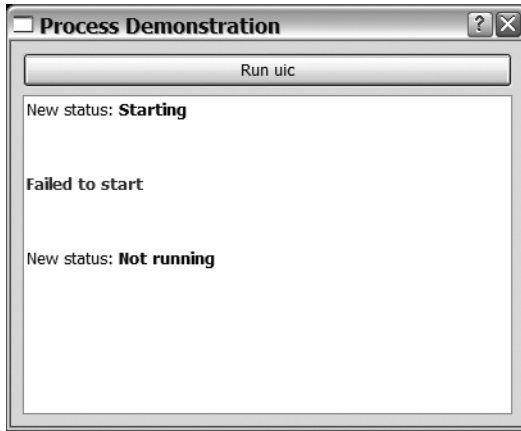 Process Demonstration
Run uic
New status: Starting
Failed to start
New status: Not running